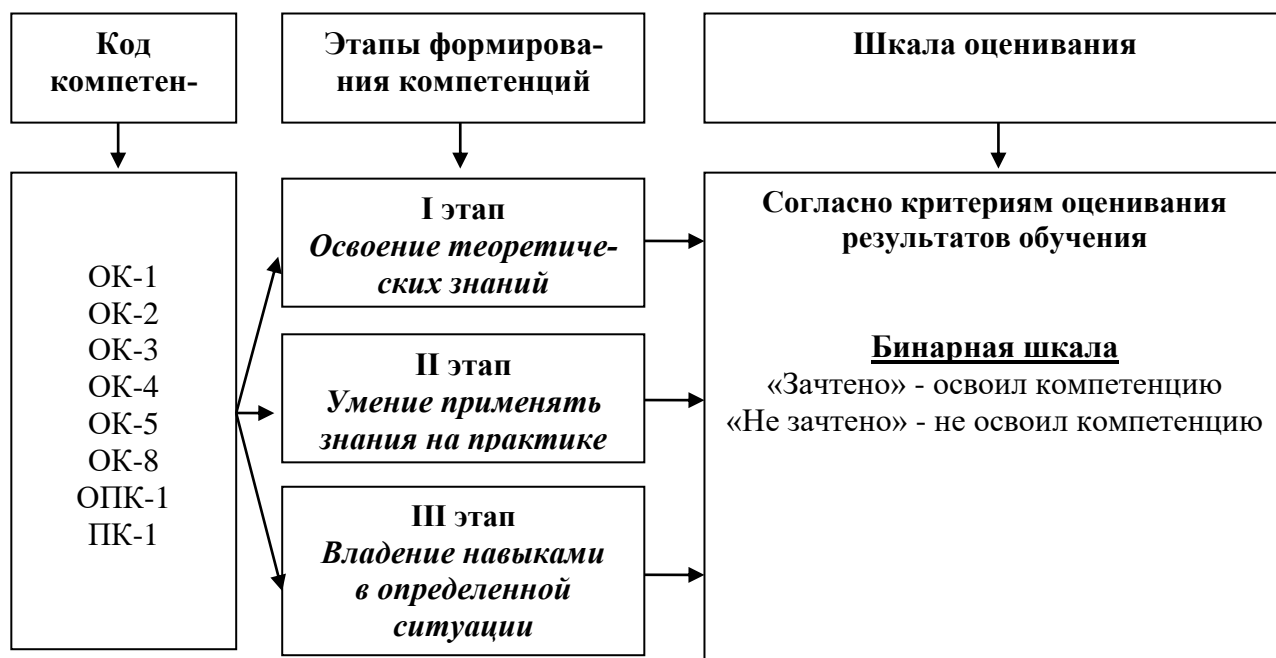 Код
компетен-
Этапы формирова-
ния компетенций
Шкала оценивания
ОК-1
ОК-2
ОК-3
ОК-4
ОК-5
ОК-8
ОПК-1
ПК-1
I этап
Освоение теоретиче-
ских знаний
II этап
Умение применять
знания на практике
III этап
Владение навыками
в определенной
ситуации
Согласно критериям оценивания
результатов обучения
Бинарная шкала
«Зачтено» - освоил компетенцию
«Не зачтено» - не освоил компетенцию